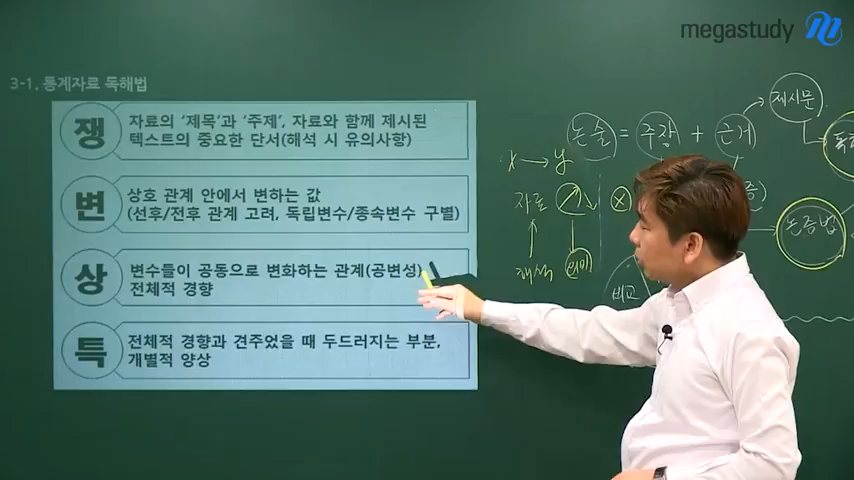 megastudy
3-1. 통계자료 독해법
쟁
자료의 '제목'과 '주제', 자료와 함께 제시된
텍스트의 중요한 단서(해석 시 유의사항)
변
상호 관계 안에서 변하는 값
(선후/전후 관계 고려, 독립변수/종속변수 구별)
상
변수들이 공동으로 변화하는 관계(공변성)
전체적 경향
특
전체적 경향과 견주었을 때 두드러지는 부분,
개별적 양상
논술 = 주장 + 근거
제시문
x → y
자료
해석
의미
비교
논증법